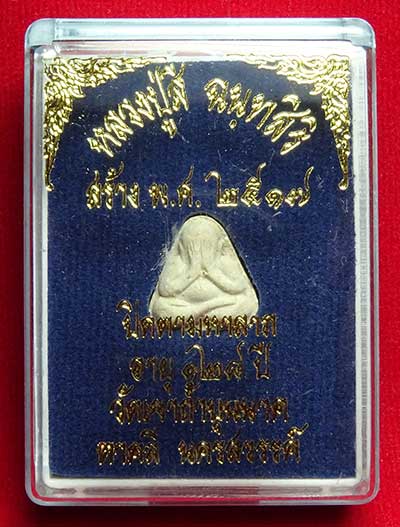 หลวงปู่สี ฉนฺทสิริ
สร้าง พ.ศ. ๒๕๑๗
ปิดตามหาลาภ
อายุ ๑๒๘ ปี
วัดเขาถ้ำบุญนาค
ตาคลี นครสวรรค์